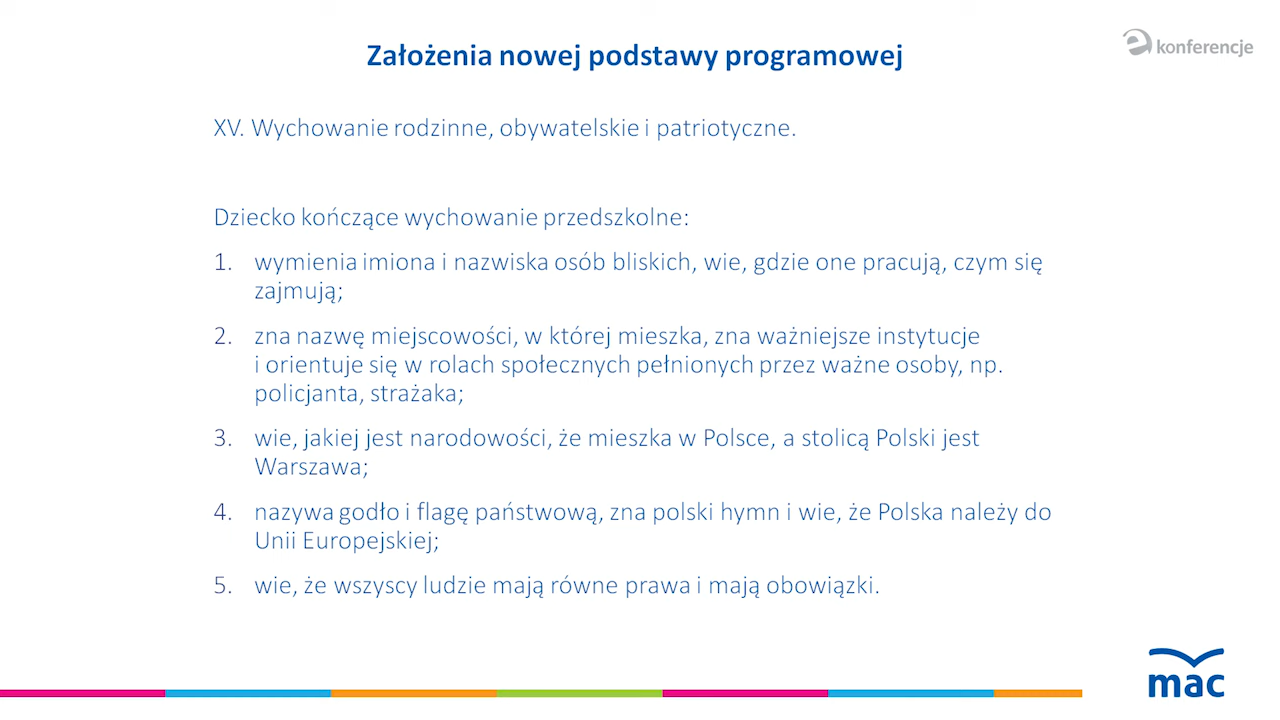 Założenia nowej podstawy programowej
e konferencje
XV. Wychowanie rodzinne, obywatelskie i patriotyczne.
Dziecko kończące wychowanie przedszkolne:
1. wymienia imiona i nazwiska osób bliskich, wie, gdzie one pracują, czym się
zajmują;
2. zna nazwę miejscowości, w której mieszka, zna ważniejsze instytucje
i orientuje się w rolach społecznych pełnionych przez ważne osoby, np.
policjanta, strażaka;
3. wie, jakiej jest narodowości, że mieszka w Polsce, a stolicą Polski jest
Warszawa;
4. nazywa godło i flagę państwową, zna polski hymn i wie, że Polska należy do
Unii Europejskiej;
5. wie, że wszyscy ludzie mają równe prawa i mają obowiązki.
mac